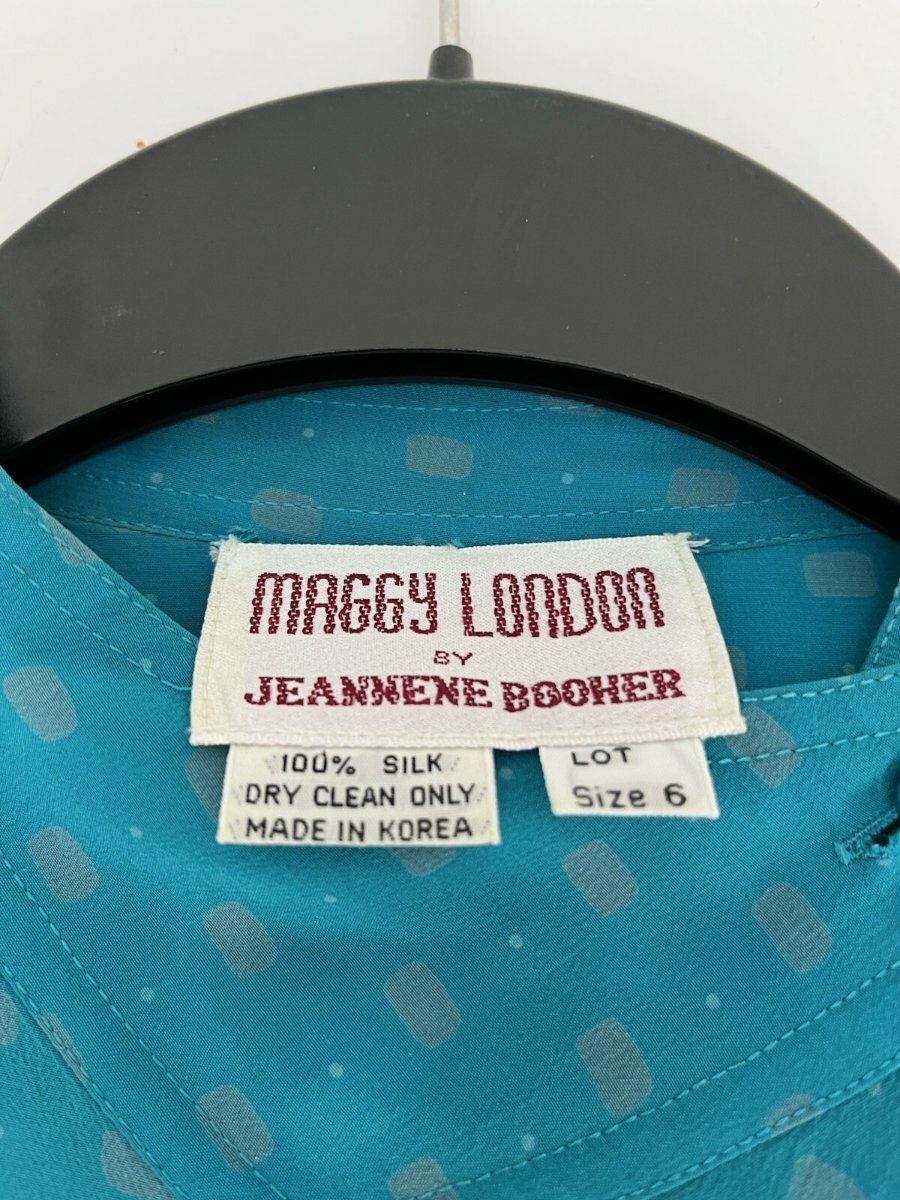 MAGGY LONDON
BY
JEANNENE BOOHER
100% SILK
DRY CLEAN ONLY
MADE IN KOREA
LOT
Size 6